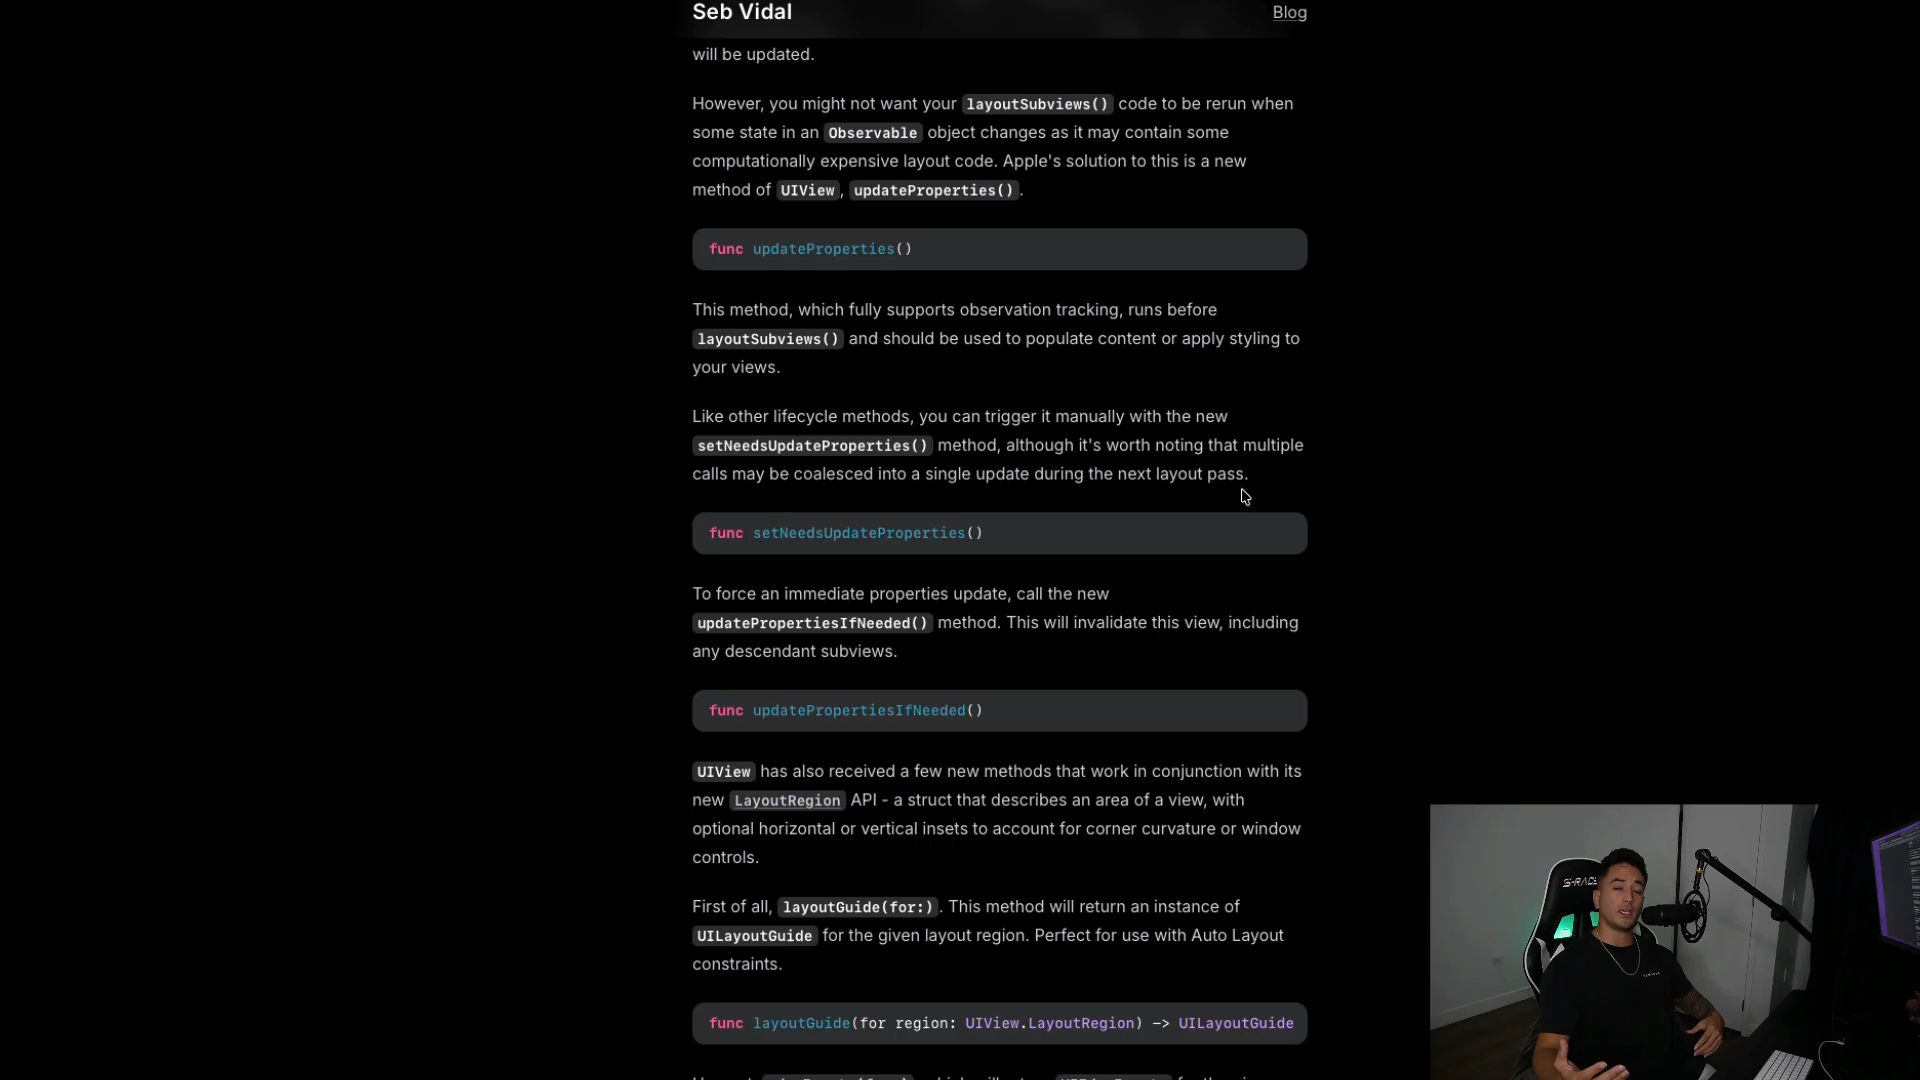 Seb Vidal
Blog
will be updated.
However, you might not want your layoutSubviews() code to be rerun when
some state in an Observable object changes as it may contain some
computationally expensive layout code. Apple's solution to this is a new
method of UIView, updateProperties().
func updateProperties()
This method, which fully supports observation tracking, runs before
layoutSubviews() and should be used to populate content or apply styling to
your views.
Like other lifecycle methods, you can trigger it manually with the new
setNeedsUpdateProperties() method, although it's worth noting that multiple
calls may be coalesced into a single update during the next layout pass.
func setNeedsUpdateProperties()
To force an immediate properties update, call the new
updatePropertiesIfNeeded() method. This will invalidate this view, including
any descendant subviews.
func updatePropertiesIfNeeded()
UIView has also received a few new methods that work in conjunction with its
new LayoutRegion API - a struct that describes an area of a view, with
optional horizontal or vertical insets to account for corner curvature or window
controls.
First of all, layoutGuide(for:). This method will return an instance of
UILayoutGuide for the given layout region. Perfect for use with Auto Layout
constraints.
func layoutGuide(for region: UIView.LayoutRegion) -> UILayoutGuide